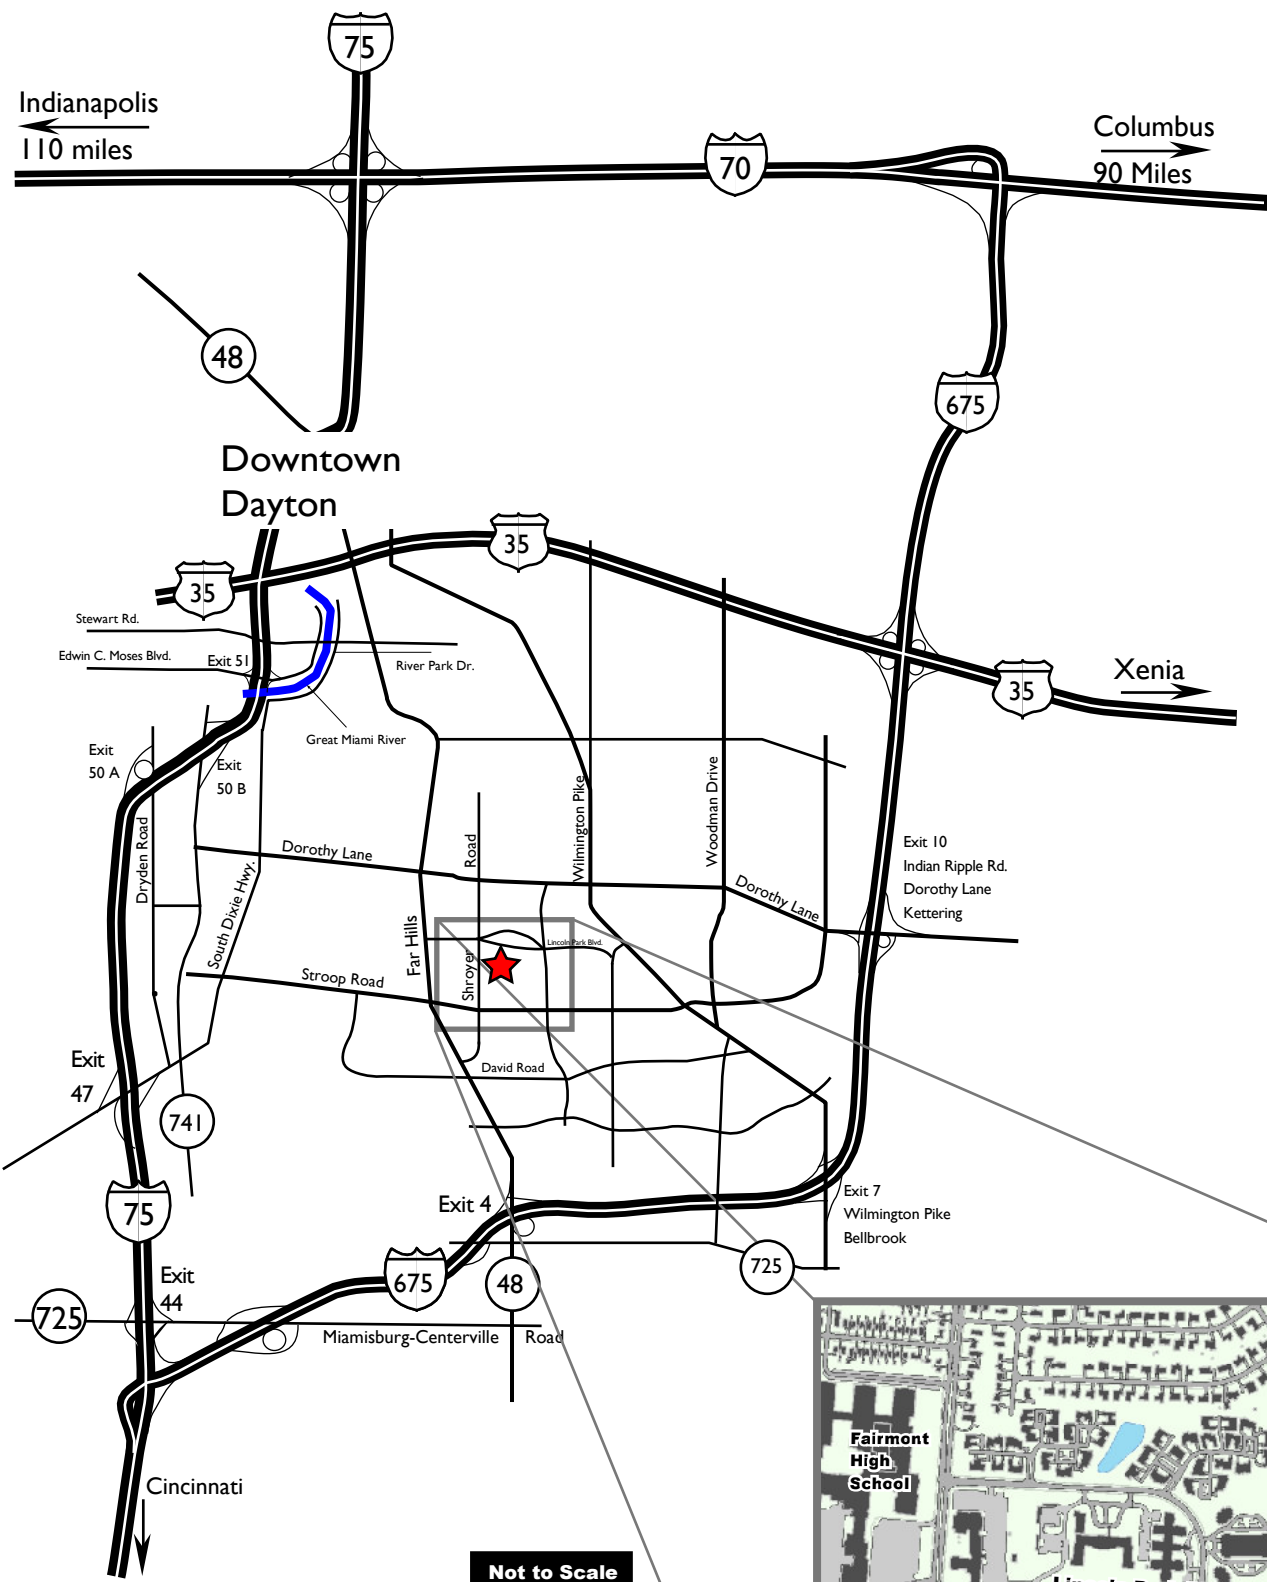 75
Indianapolis
110 miles
Columbus
90 Miles
70
48
675
Downtown
Dayton
35
35
Stewart Rd.
Edwin C. Moses Blvd.
Exit 51
River Park Dr.
Xenia
35
Great Miami River
Exit
50 A
Exit
50 B
Dryden Road
South Dixie Hwy.
Dorothy Lane
Far Hills
Shroyer Road
Wilmington Pike
Woodman Drive
Dorothy Lane
Lincoln Park Blvd.
Exit 10
Indian Ripple Rd.
Dorothy Lane
Kettering
Stroop Road
David Road
Exit
47
741
75
Exit 4
Exit 7
Wilmington Pike
Bellbrook
675
48
725
Exit
44
725
Miamisburg-Centerville Road
Fairmont
High
School
Cincinnati
Not to Scale